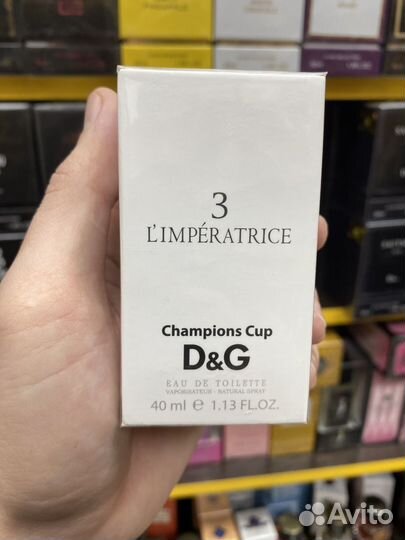 3
L'IMPÉRATRICE
Champions Cup
D&G
EAU DE TOILETTE
VAPORISATEUR - NATURAL SPRAY
40 ml ℮ 1.13 FL.OZ.
Avito